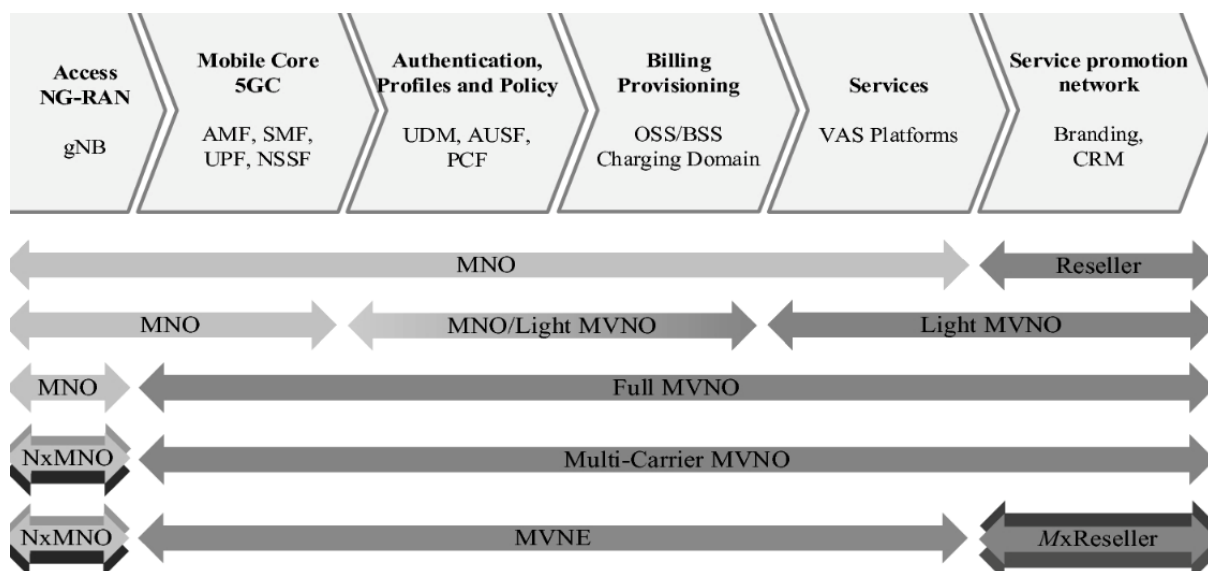 Access
NG-RAN
gNB
Mobile Core
5GC
AMF, SMF,
UPF, NSSF
Authentication,
Profiles and Policy
UDM, AUSF,
PCF
Billing
Provisioning
OSS/BSS
Charging Domain
Services
VAS Platforms
Service promotion
network
Branding,
CRM
MNO
Reseller
MNO
MNO/Light MVNO
Light MVNO
MNO
Full MVNO
NxMNO
Multi-Carrier MVNO
NxMNO
MVNE
MxReseller